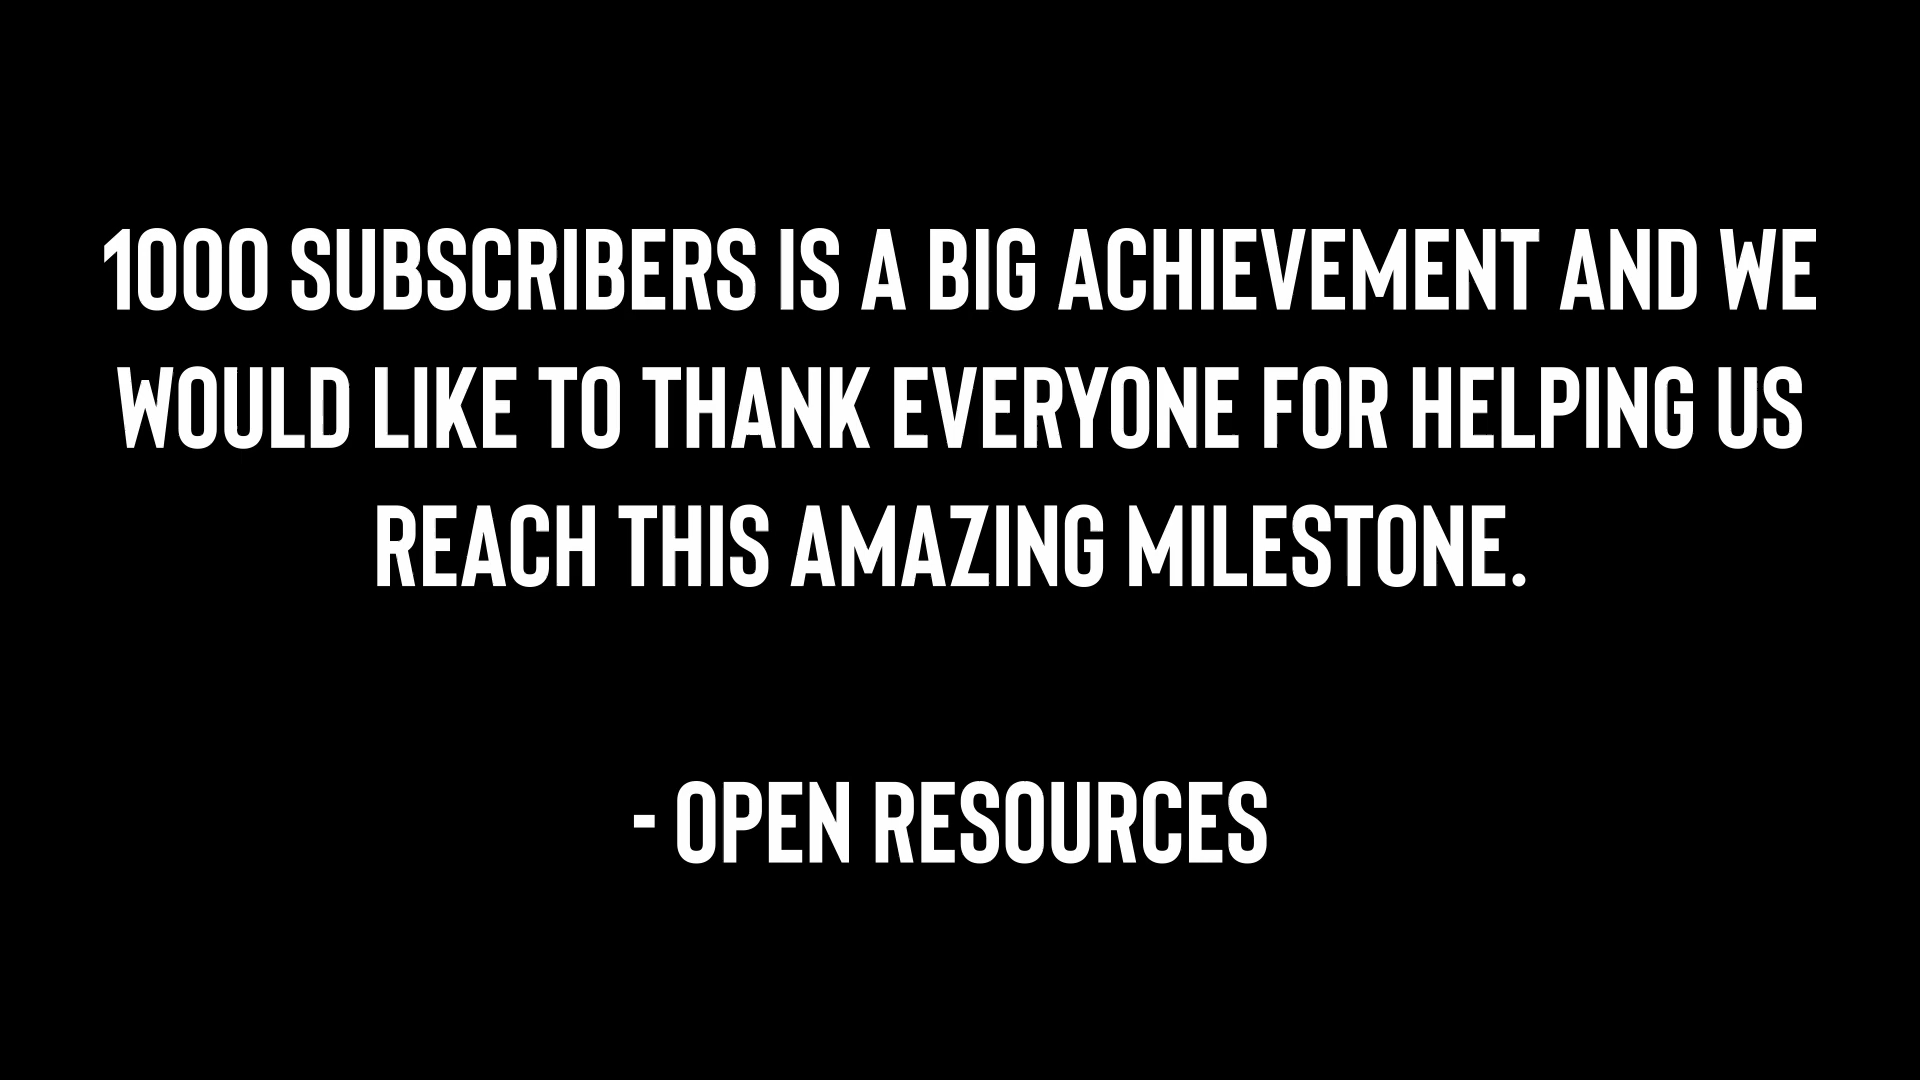 1000 SUBSCRIBERS IS A BIG ACHIEVEMENT AND WE
WOULD LIKE TO THANK EVERYONE FOR HELPING US
REACH THIS AMAZING MILESTONE.
- OPEN RESOURCES